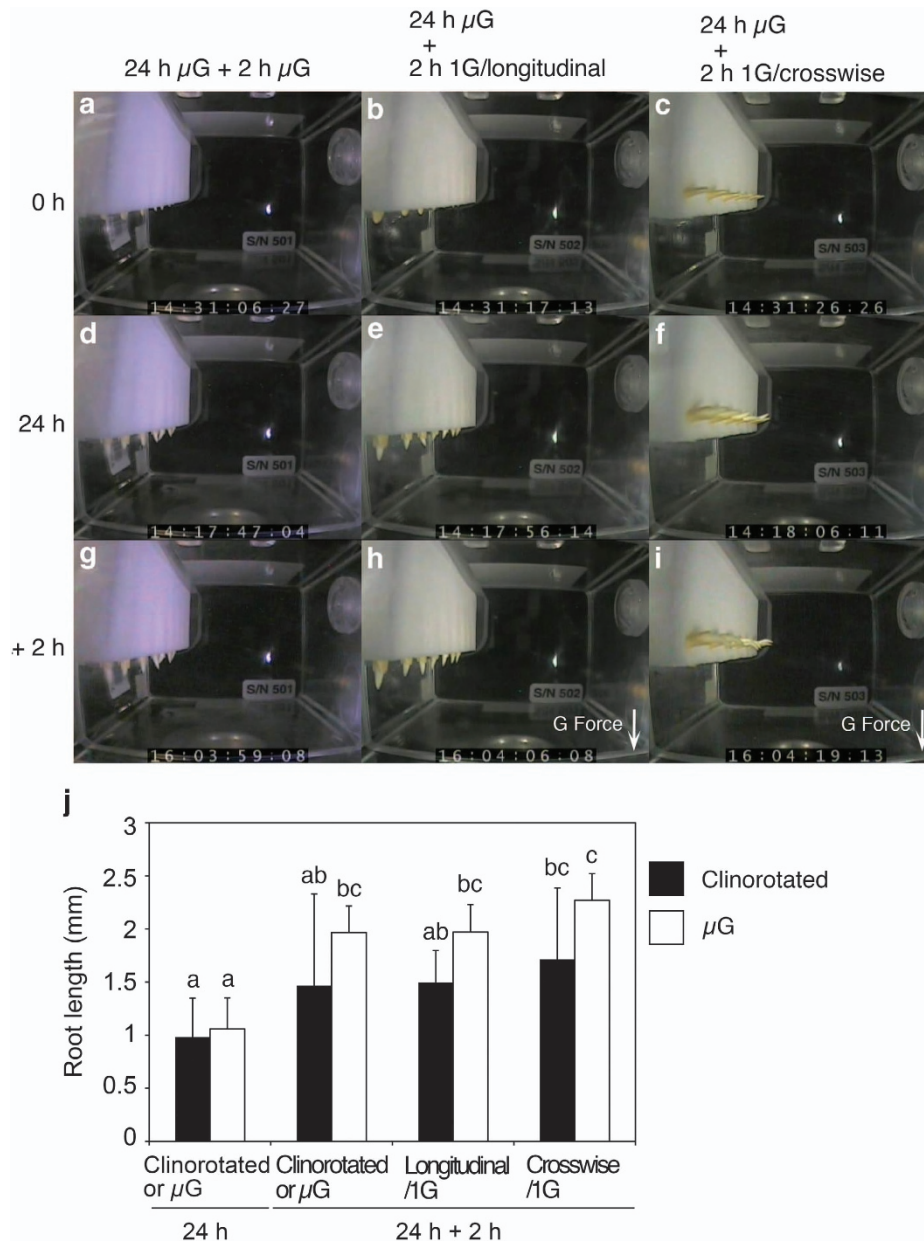 24 h µG + 2 h µG
24 h µG
+
2 h 1G/longitudinal
24 h µG
+
2 h 1G/crosswise
0 h
a
S/N 501
14:31:06:27
b
S/N 502
14:31:17:13
c
S/N 503
14:31:26:26
24 h
d
S/N 501
14:17:47:04
e
S/N 502
14:17:56:14
f
S/N 503
14:18:06:11
+ 2 h
g
S/N 501
16:03:59:08
h
S/N 502
G Force
16:04:06:08
i
S/N 503
G Force
16:04:19:13
j
Root length (mm)
3
2.5
2
1.5
1
0.5
0
a
a
ab
bc
ab
bc
bc
c
Clinorotated
µG
Clinorotated
or µG
Clinorotated
or µG
Longitudinal
/1G
Crosswise
/1G
24 h
24 h + 2 h